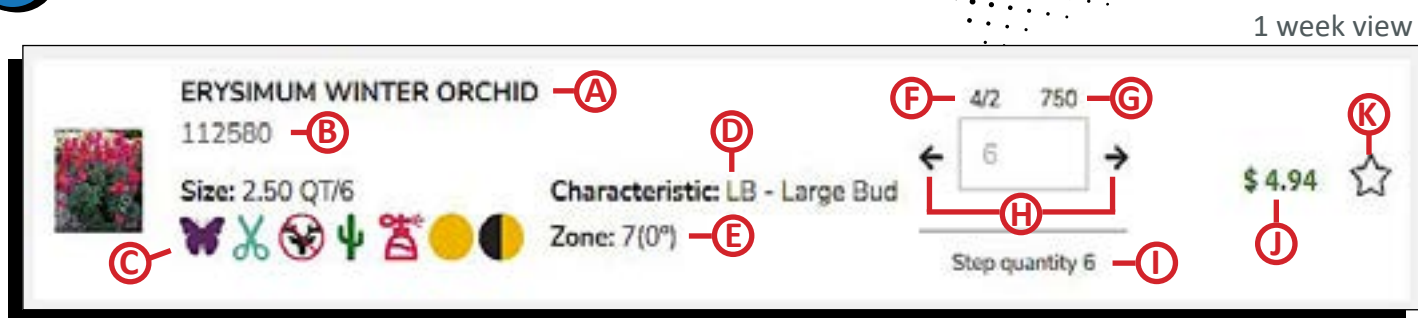 1 week view
ERYSIMUM WINTER ORCHID A
112580 B
Size: 2.50 QT/6
C
D
Characteristic: LB - Large Bud
Zone: 7(0°) E
F 4/2 750 G
6
H
Step quantity 6 I
$ 4.94
J
K